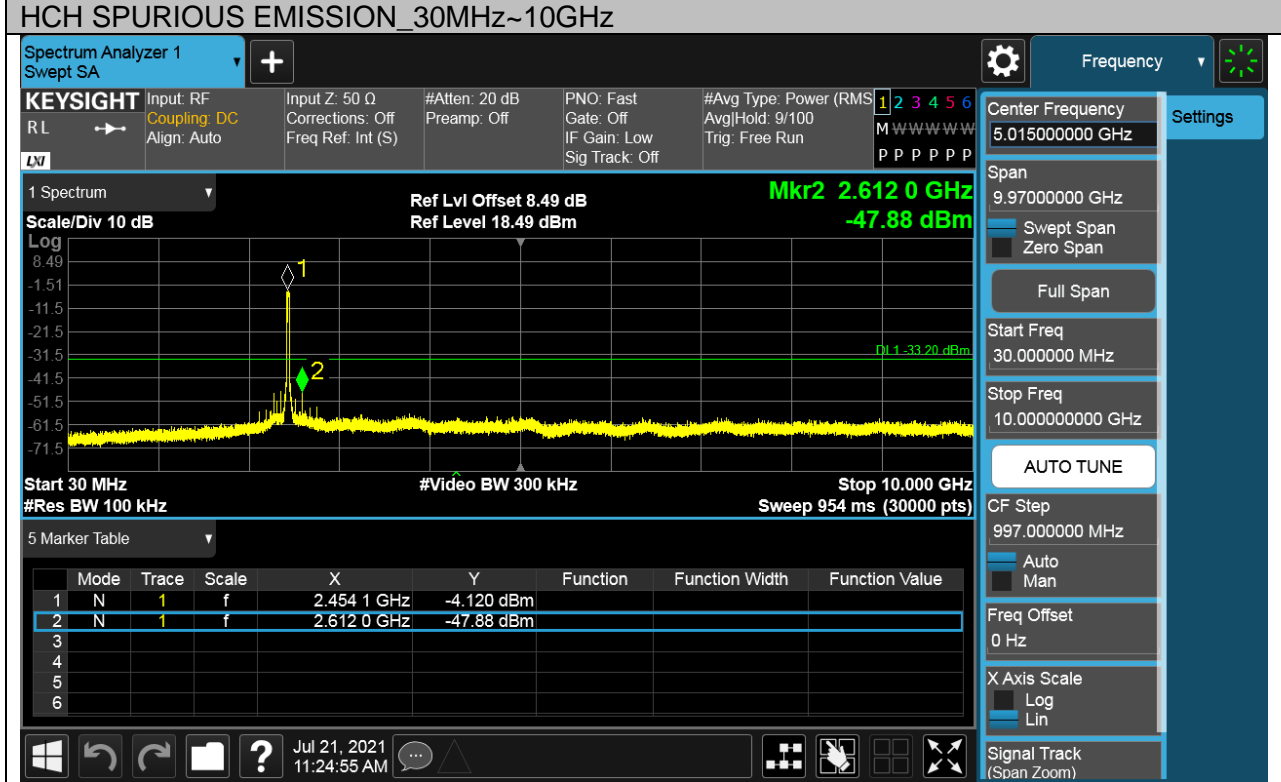 HCH SPURIOUS EMISSION_30MHz~10GHz
Spectrum Analyzer 1
Swept SA
+
Frequency
KEYSIGHT
Input: RF
Input Z: 50 Ω
#Atten: 20 dB
PNO: Fast
#Avg Type: Power (RMS
1 2 3 4 5 6
RL
Coupling: DC
Corrections: Off
Preamp: Off
Gate: Off
Avg|Hold: 9/100
M W W W W W
Align: Auto
Freq Ref: Int (S)
IF Gain: Low
Trig: Free Run
LXI
Sig Track: Off
P P P P P P
1 Spectrum
Ref Lvl Offset 8.49 dB
Mkr2 2.612 0 GHz
Scale/Div 10 dB
Ref Level 18.49 dBm
-47.88 dBm
Log
8.49
-1.51
-11.5
-21.5
-31.5
-41.5
-51.5
-61.5
-71.5
1
2
DL1 -33.20 dBm
Start 30 MHz
#Video BW 300 kHz
Stop 10.000 GHz
#Res BW 100 kHz
Sweep 954 ms (30000 pts)
5 Marker Table
Mode Trace Scale X Y Function Function Width Function Value
1 N 1 f 2.454 1 GHz -4.120 dBm
2 N 1 f 2.612 0 GHz -47.88 dBm
3
4
5
6
?
Jul 21, 2021
11:24:55 AM
Center Frequency
5.015000000 GHz
Settings
Span
9.97000000 GHz
Swept Span
Zero Span
Full Span
Start Freq
30.000000 MHz
Stop Freq
10.000000000 GHz
AUTO TUNE
CF Step
997.000000 MHz
Auto
Man
Freq Offset
0 Hz
X Axis Scale
Log
Lin
Signal Track
(Span Zoom)